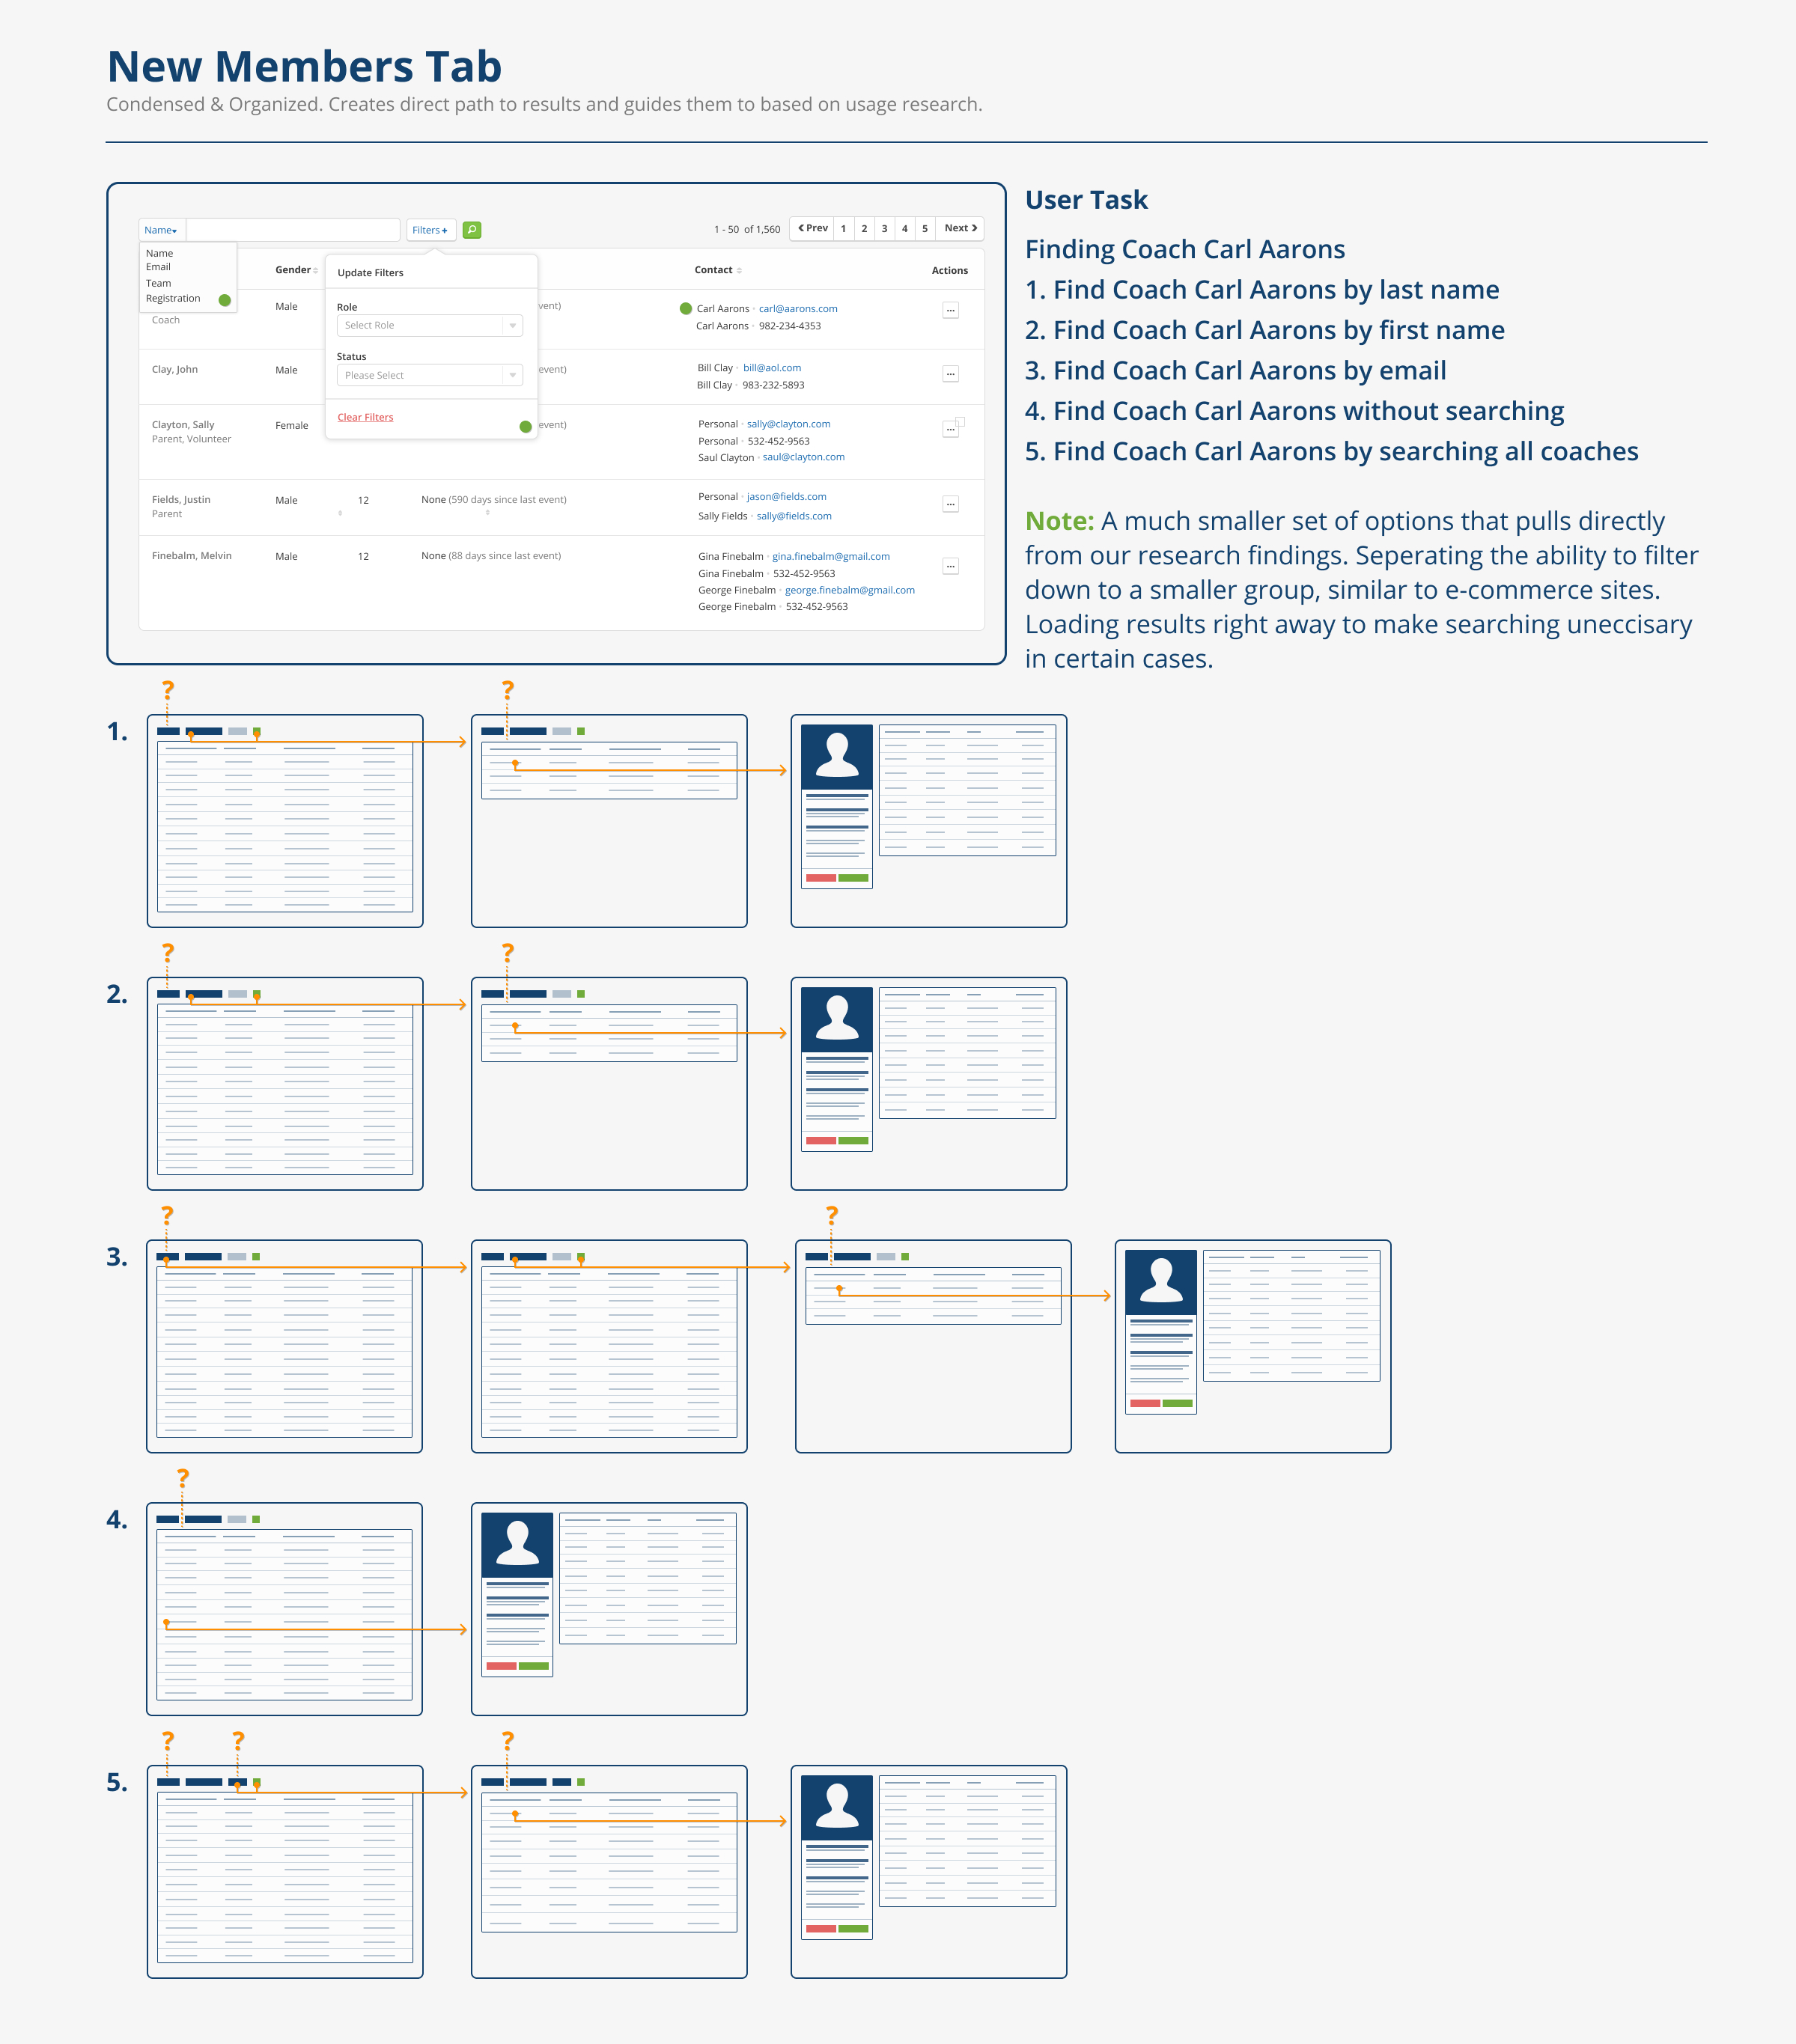 New Members Tab
Condensed & Organized. Creates direct path to results and guides them to based on usage research.
Name
Filters +
1 - 50 of 1,560
Prev 1 2 3 4 5 Next
Name
Email
Team
Registration
Gender
Contact
Actions
Update Filters
Role
Select Role
Status
Please Select
Clear Filters
Coach
Male
vent)
Carl Aarons · carl@aarons.com
Carl Aarons · 982-234-4353
...
Clay, John
Male
event)
Bill Clay · bill@aol.com
Bill Clay · 983-232-5893
...
Clayton, Sally
Parent, Volunteer
Female
event)
Personal · sally@clayton.com
Personal · 532-452-9563
Saul Clayton · saul@clayton.com
...
Fields, Justin
Parent
Male
12
None (590 days since last event)
Personal · jason@fields.com
Sally Fields · sally@fields.com
...
Finebalm, Melvin
Male
12
None (88 days since last event)
Gina Finebalm · gina.finebalm@gmail.com
Gina Finebalm · 532-452-9563
George Finebalm · george.finebalm@gmail.com
George Finebalm · 532-452-9563
...
User Task
Finding Coach Carl Aarons
1. Find Coach Carl Aarons by last name
2. Find Coach Carl Aarons by first name
3. Find Coach Carl Aarons by email
4. Find Coach Carl Aarons without searching
5. Find Coach Carl Aarons by searching all coaches
Note: A much smaller set of options that pulls directly
from our research findings. Seperating the ability to filter
down to a smaller group, similar to e-commerce sites.
Loading results right away to make searching uneccisary
in certain cases.
? ?
1.
? ?
2.
? ?
3.
?
4.
? ? ?
5.